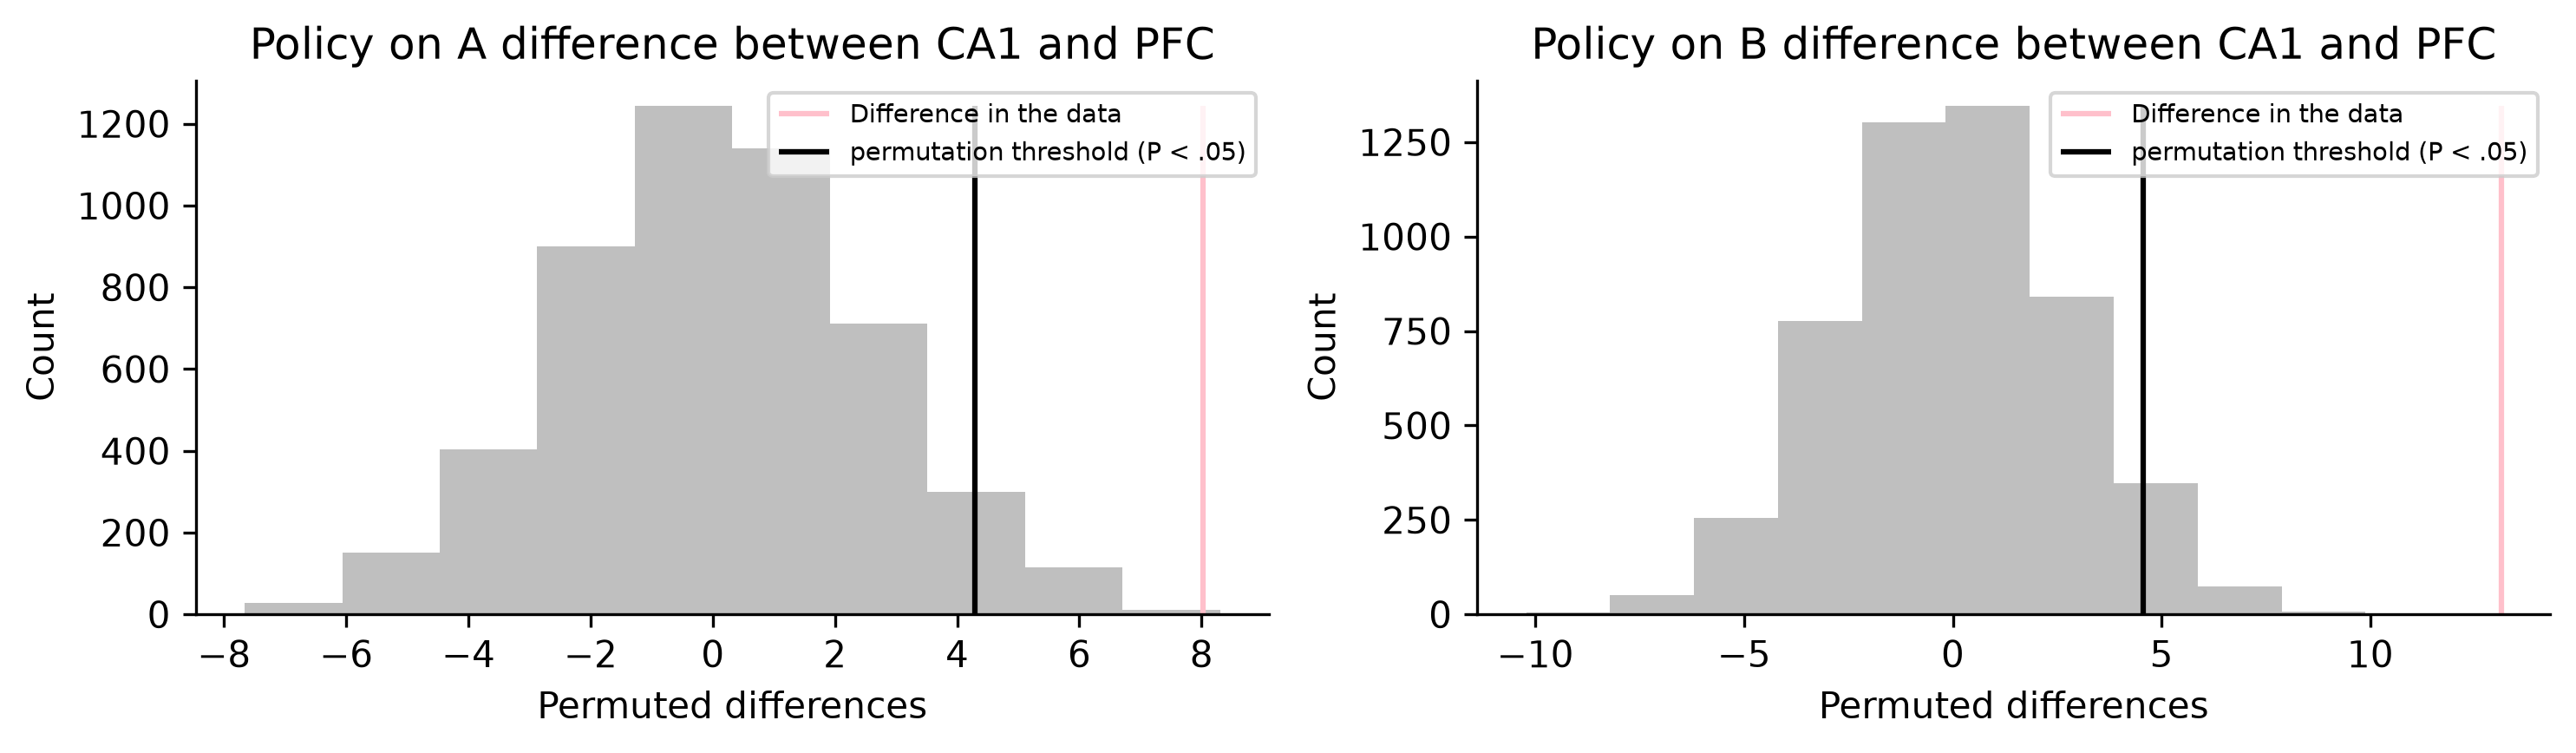 Policy on A difference between CA1 and PFC
Difference in the data
permutation threshold (P < .05)
1200
1000
800
600
400
200
0
Count
−8 −6 −4 −2 0 2 4 6 8
Permuted differences
Policy on B difference between CA1 and PFC
Difference in the data
permutation threshold (P < .05)
1250
1000
750
500
250
0
Count
−10 −5 0 5 10
Permuted differences